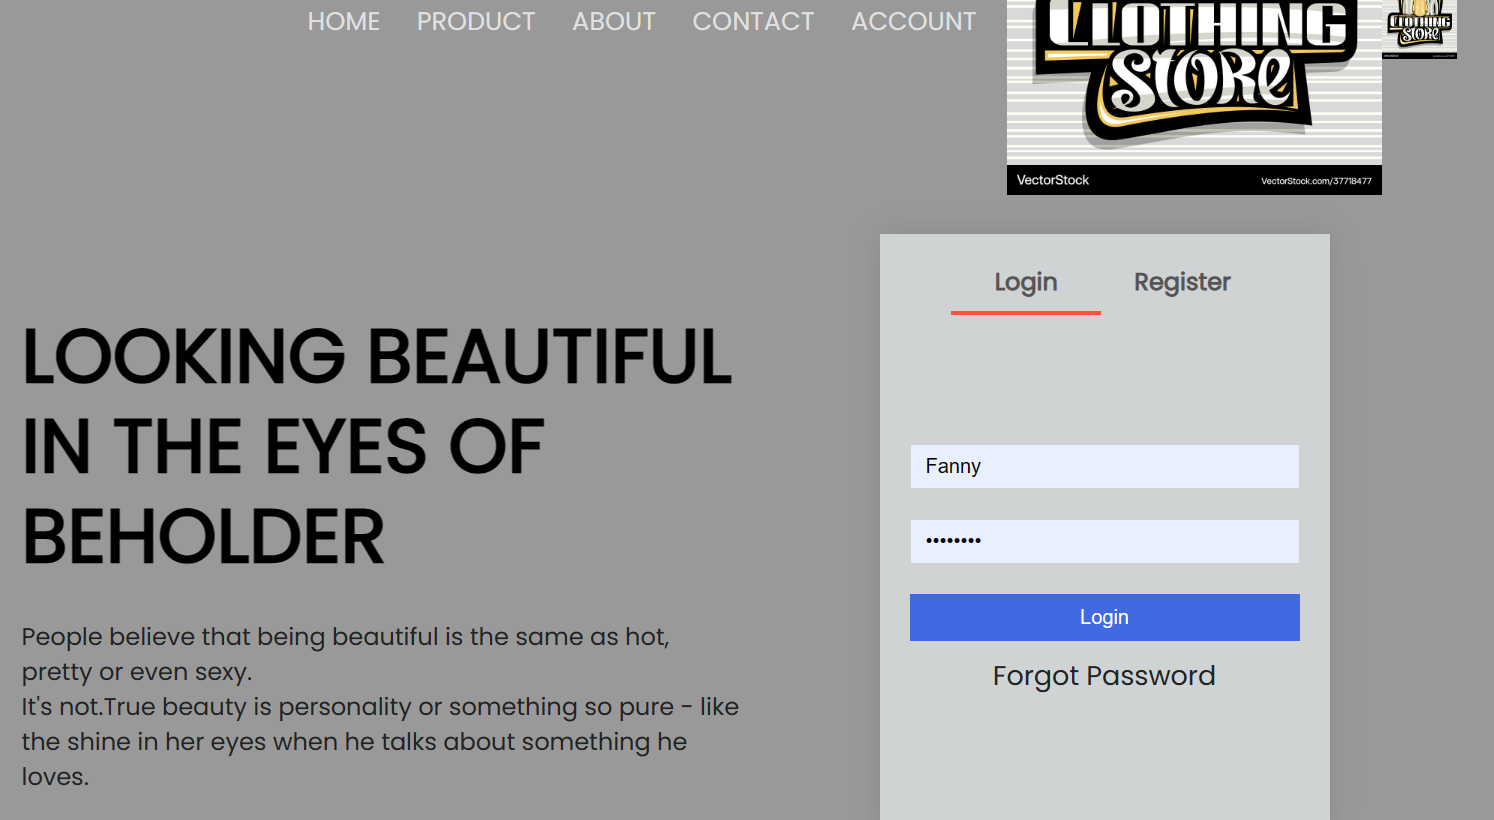 HOME PRODUCT ABOUT CONTACT ACCOUNT
CLOTHING
STORE
VectorStock
VectorStock.com/37718477
CLOTHING
STORE
Login Register
LOOKING BEAUTIFUL
IN THE EYES OF
BEHOLDER
People believe that being beautiful is the same as hot,
pretty or even sexy.
It's not.True beauty is personality or something so pure - like
the shine in her eyes when he talks about something he
loves.
Fanny
••••••••
Login
Forgot Password